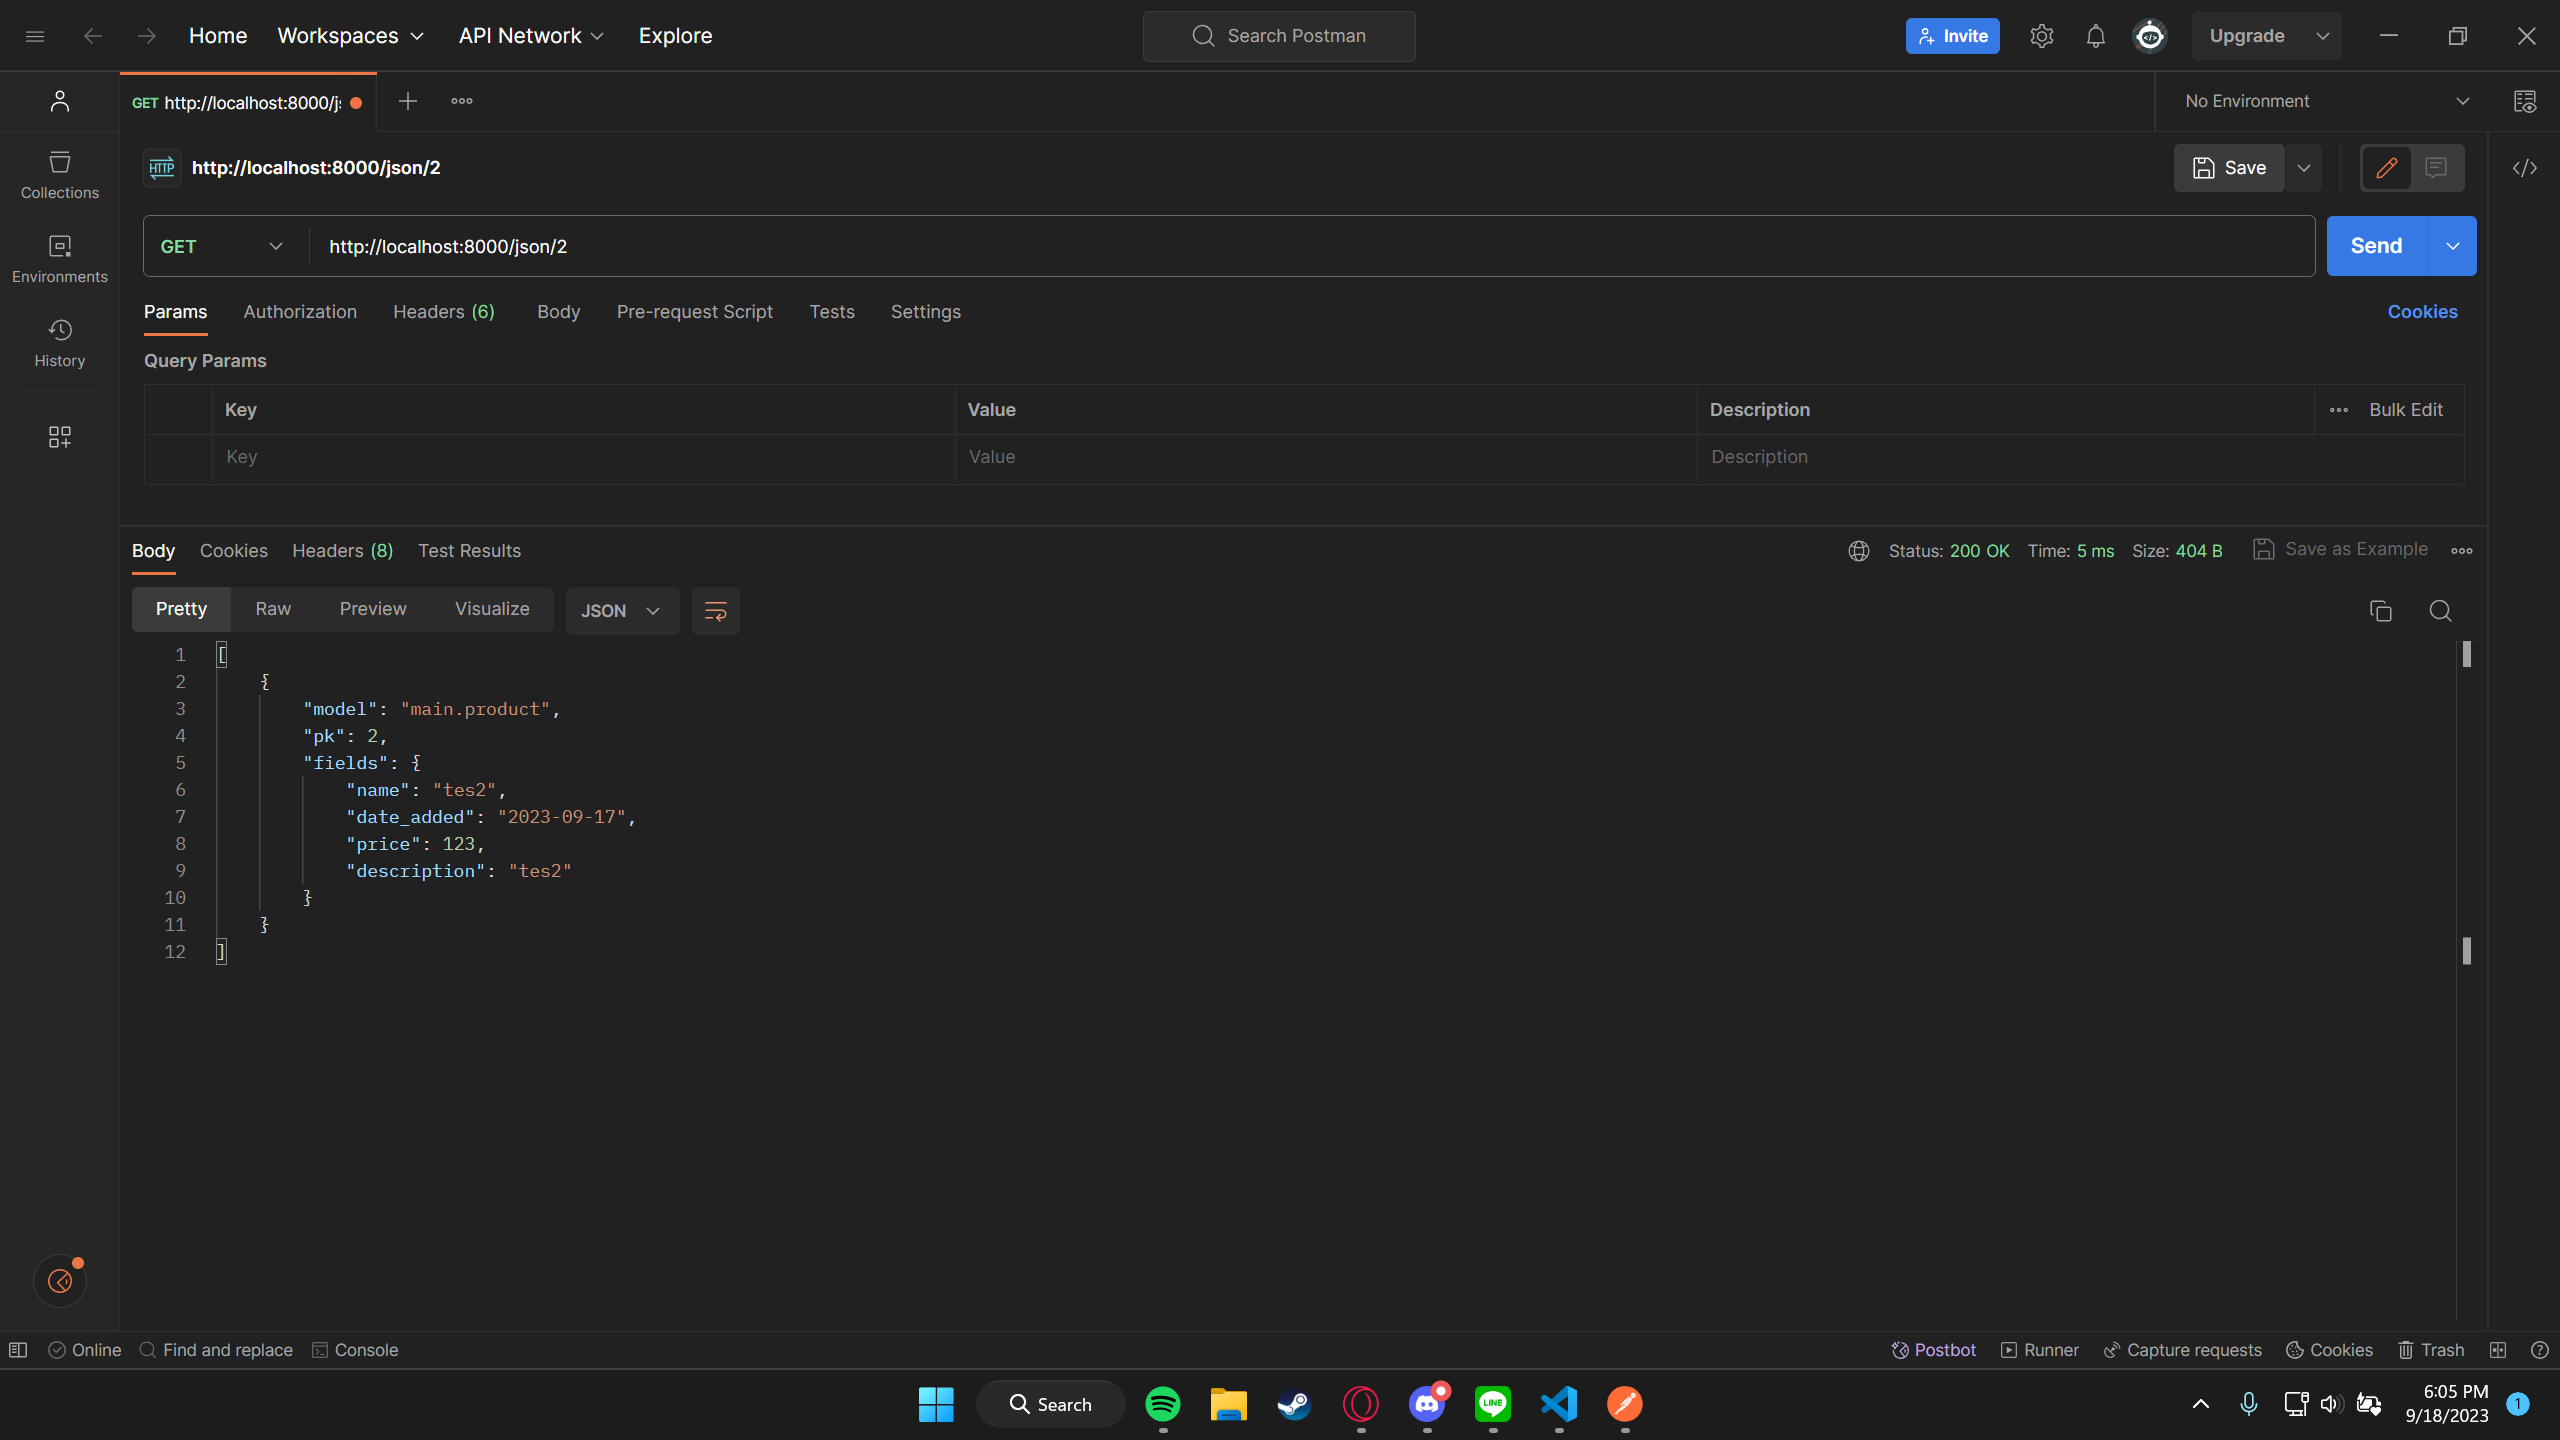 Home Workspaces API Network Explore Search Postman Invite Upgrade
GET http://localhost:8000/js No Environment
HTTP http://localhost:8000/json/2 Save
Collections
Environments
History
GET http://localhost:8000/json/2 Send
Params Authorization Headers (6) Body Pre-request Script Tests Settings Cookies
Query Params
Key Value Description Bulk Edit
Key Value Description
Body Cookies Headers (8) Test Results Status: 200 OK Time: 5 ms Size: 404 B Save as Example
Pretty Raw Preview Visualize JSON
1 [
2 {
3 "model": "main.product",
4 "pk": 2,
5 "fields": {
6 "name": "tes2",
7 "date_added": "2023-09-17",
8 "price": 123,
9 "description": "tes2"
10 }
11 }
12 ]
Online Find and replace Console Postbot Runner Capture requests Cookies Trash
Search LINE 6:05 PM
9/18/2023 1